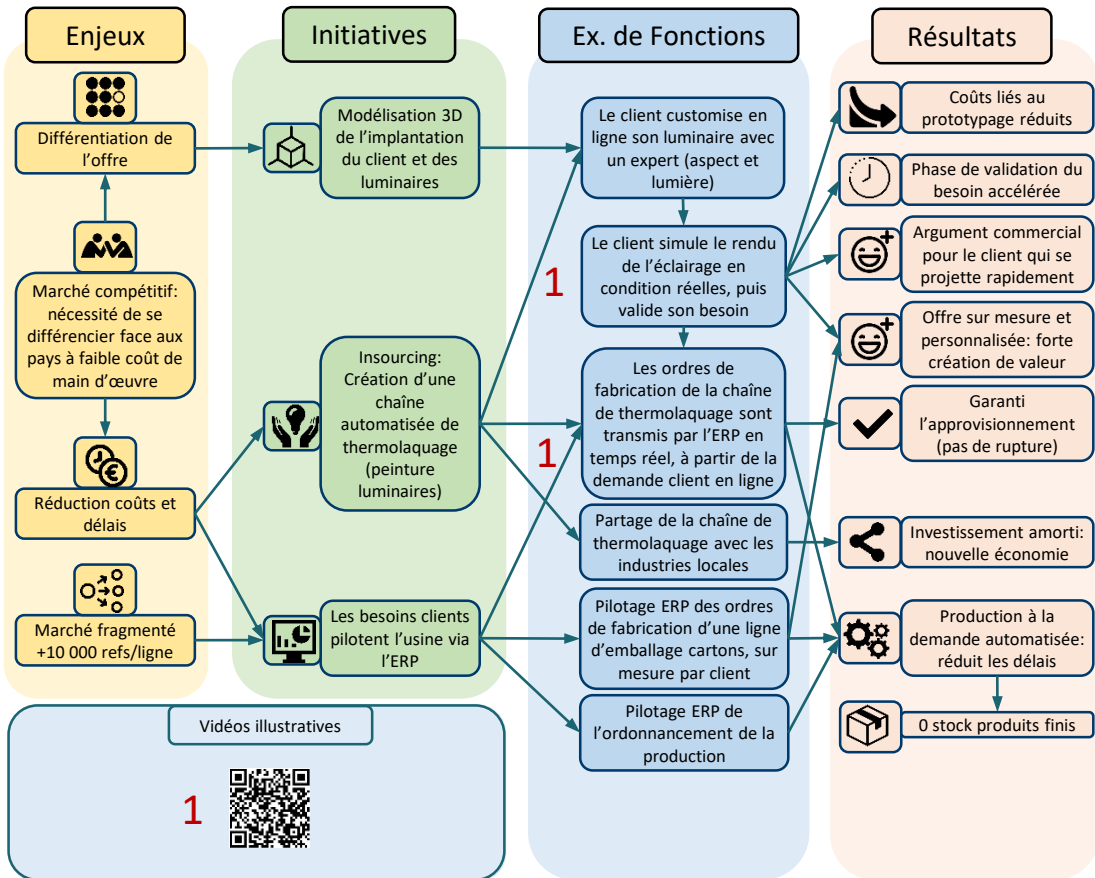 Enjeux
Différentiation de
l'offre
Marché compétitif:
nécessité de se
différencier face aux
pays à faible coût de
main d'œuvre
Réduction coûts et
délais
Marché fragmenté
+10 000 refs/ligne
Initiatives
Modélisation 3D
de l'implantation
du client et des
luminaires
Insourcing:
Création d'une
chaîne
automatisée de
thermolaquage
(peinture
luminaires)
Les besoins clients
pilotent l'usine via
l'ERP
Ex. de Fonctions
Le client customise en
ligne son luminaire avec
un expert (aspect et
lumière)
1
Le client simule le rendu
de l'éclairage en
condition réelles, puis
valide son besoin
1
Les ordres de
fabrication de la chaîne
de thermolaquage sont
transmis par l'ERP en
temps réel, à partir de la
demande client en ligne
Partage de la chaîne de
thermolaquage avec les
industries locales
Pilotage ERP des ordres
de fabrication d'une ligne
d'emballage cartons, sur
mesure par client
Pilotage ERP de
l'ordonnancement de la
production
Résultats
Coûts liés au
prototypage réduits
Phase de validation du
besoin accélérée
Argument commercial
pour le client qui se
projette rapidement
Offre sur mesure et
personnalisée: forte
création de valeur
Garanti
l'approvisionnement
(pas de rupture)
Investissement amorti:
nouvelle économie
Production à la
demande automatisée:
réduit les délais
0 stock produits finis
Vidéos illustratives
1